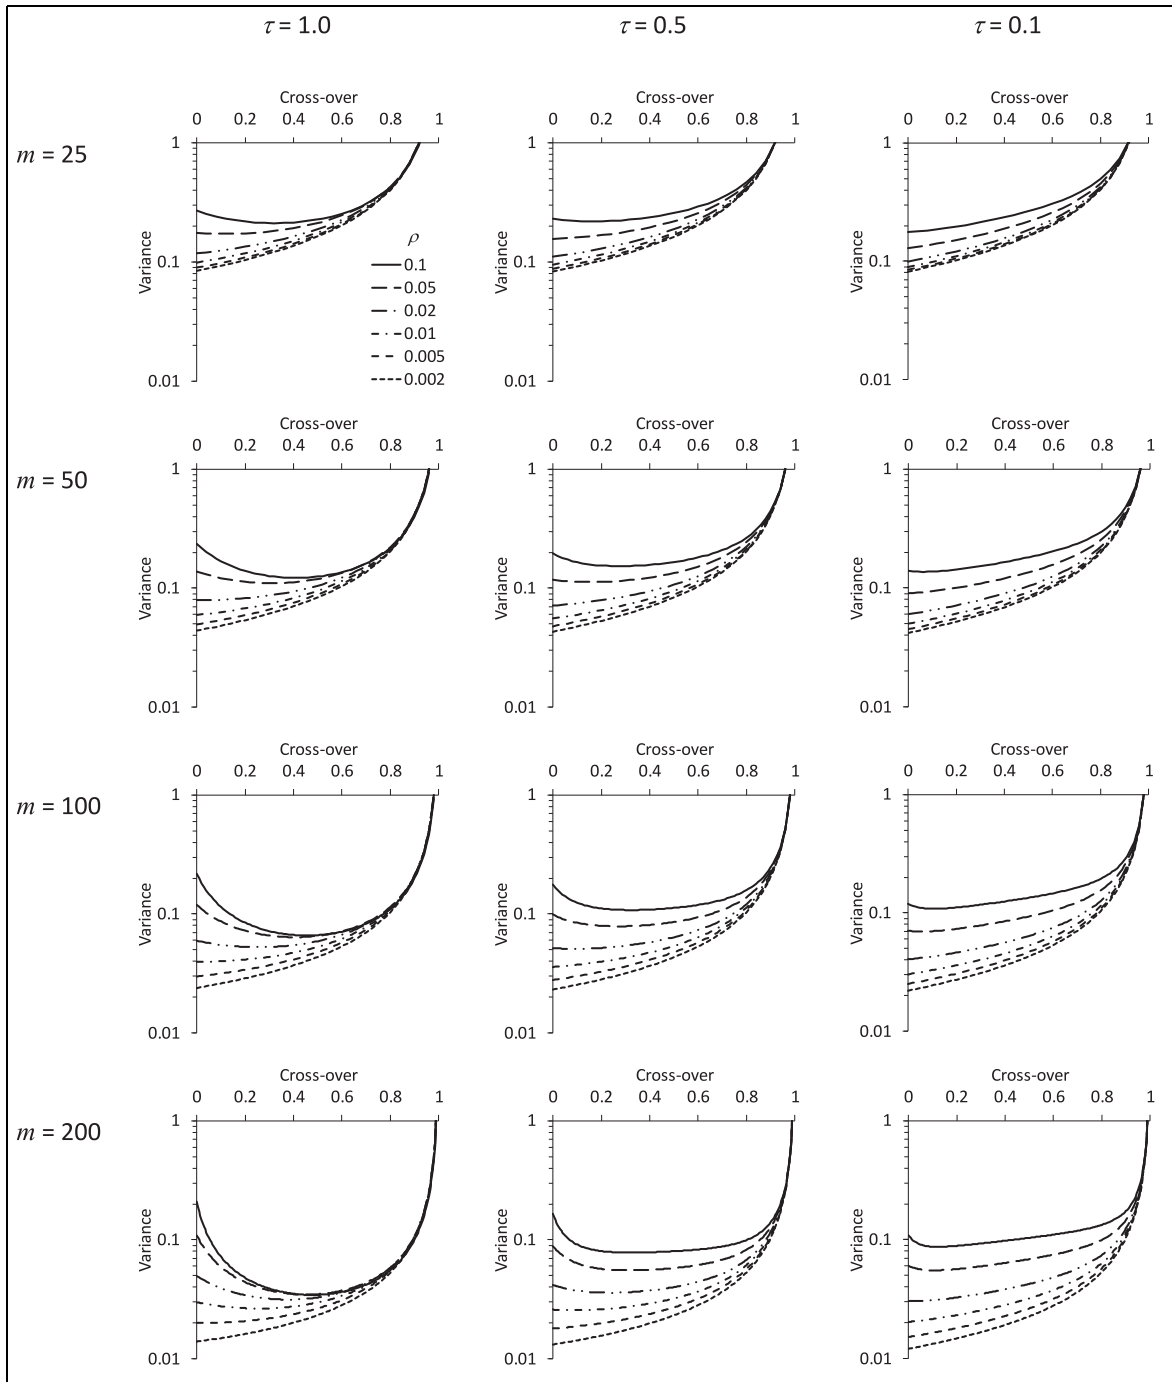 τ = 1.0 τ = 0.5 τ = 0.1
m = 25
Cross-over Cross-over Cross-over
0 0.2 0.4 0.6 0.8 1 0 0.2 0.4 0.6 0.8 1 0 0.2 0.4 0.6 0.8 1
1 1 1
Variance Variance Variance
0.1 0.1 0.1
0.01 0.01 0.01
ρ
0.1
0.05
0.02
0.01
0.005
0.002
m = 50
Cross-over Cross-over Cross-over
0 0.2 0.4 0.6 0.8 1 0 0.2 0.4 0.6 0.8 1 0 0.2 0.4 0.6 0.8 1
1 1 1
Variance Variance Variance
0.1 0.1 0.1
0.01 0.01 0.01
m = 100
Cross-over Cross-over Cross-over
0 0.2 0.4 0.6 0.8 1 0 0.2 0.4 0.6 0.8 1 0 0.2 0.4 0.6 0.8 1
1 1 1
Variance Variance Variance
0.1 0.1 0.1
0.01 0.01 0.01
m = 200
Cross-over Cross-over Cross-over
0 0.2 0.4 0.6 0.8 1 0 0.2 0.4 0.6 0.8 1 0 0.2 0.4 0.6 0.8 1
1 1 1
Variance Variance Variance
0.1 0.1 0.1
0.01 0.01 0.01